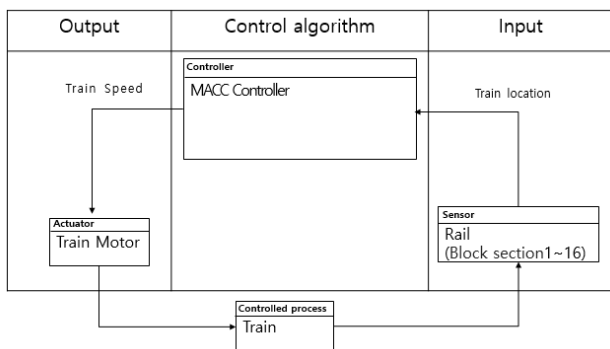 Output
Control algorithm
Input
Controller
MACC Controller
Train Speed
Train location
Actuator
Train Motor
Sensor
Rail
(Block section1~16)
Controlled process
Train